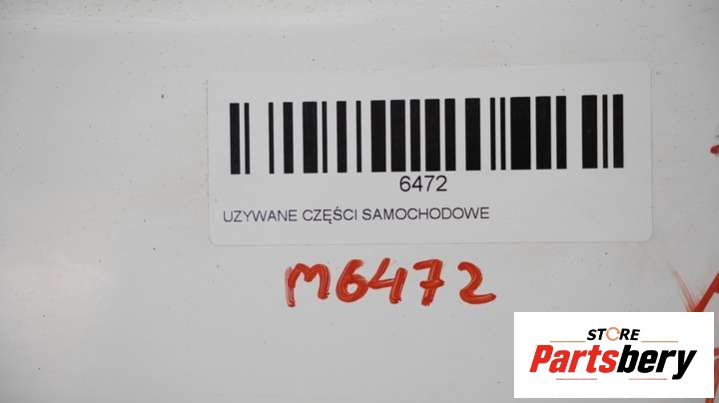 6472
UZYWANE CZĘŚCI SAMOCHODOWE
M6472
STORE
Partsbery